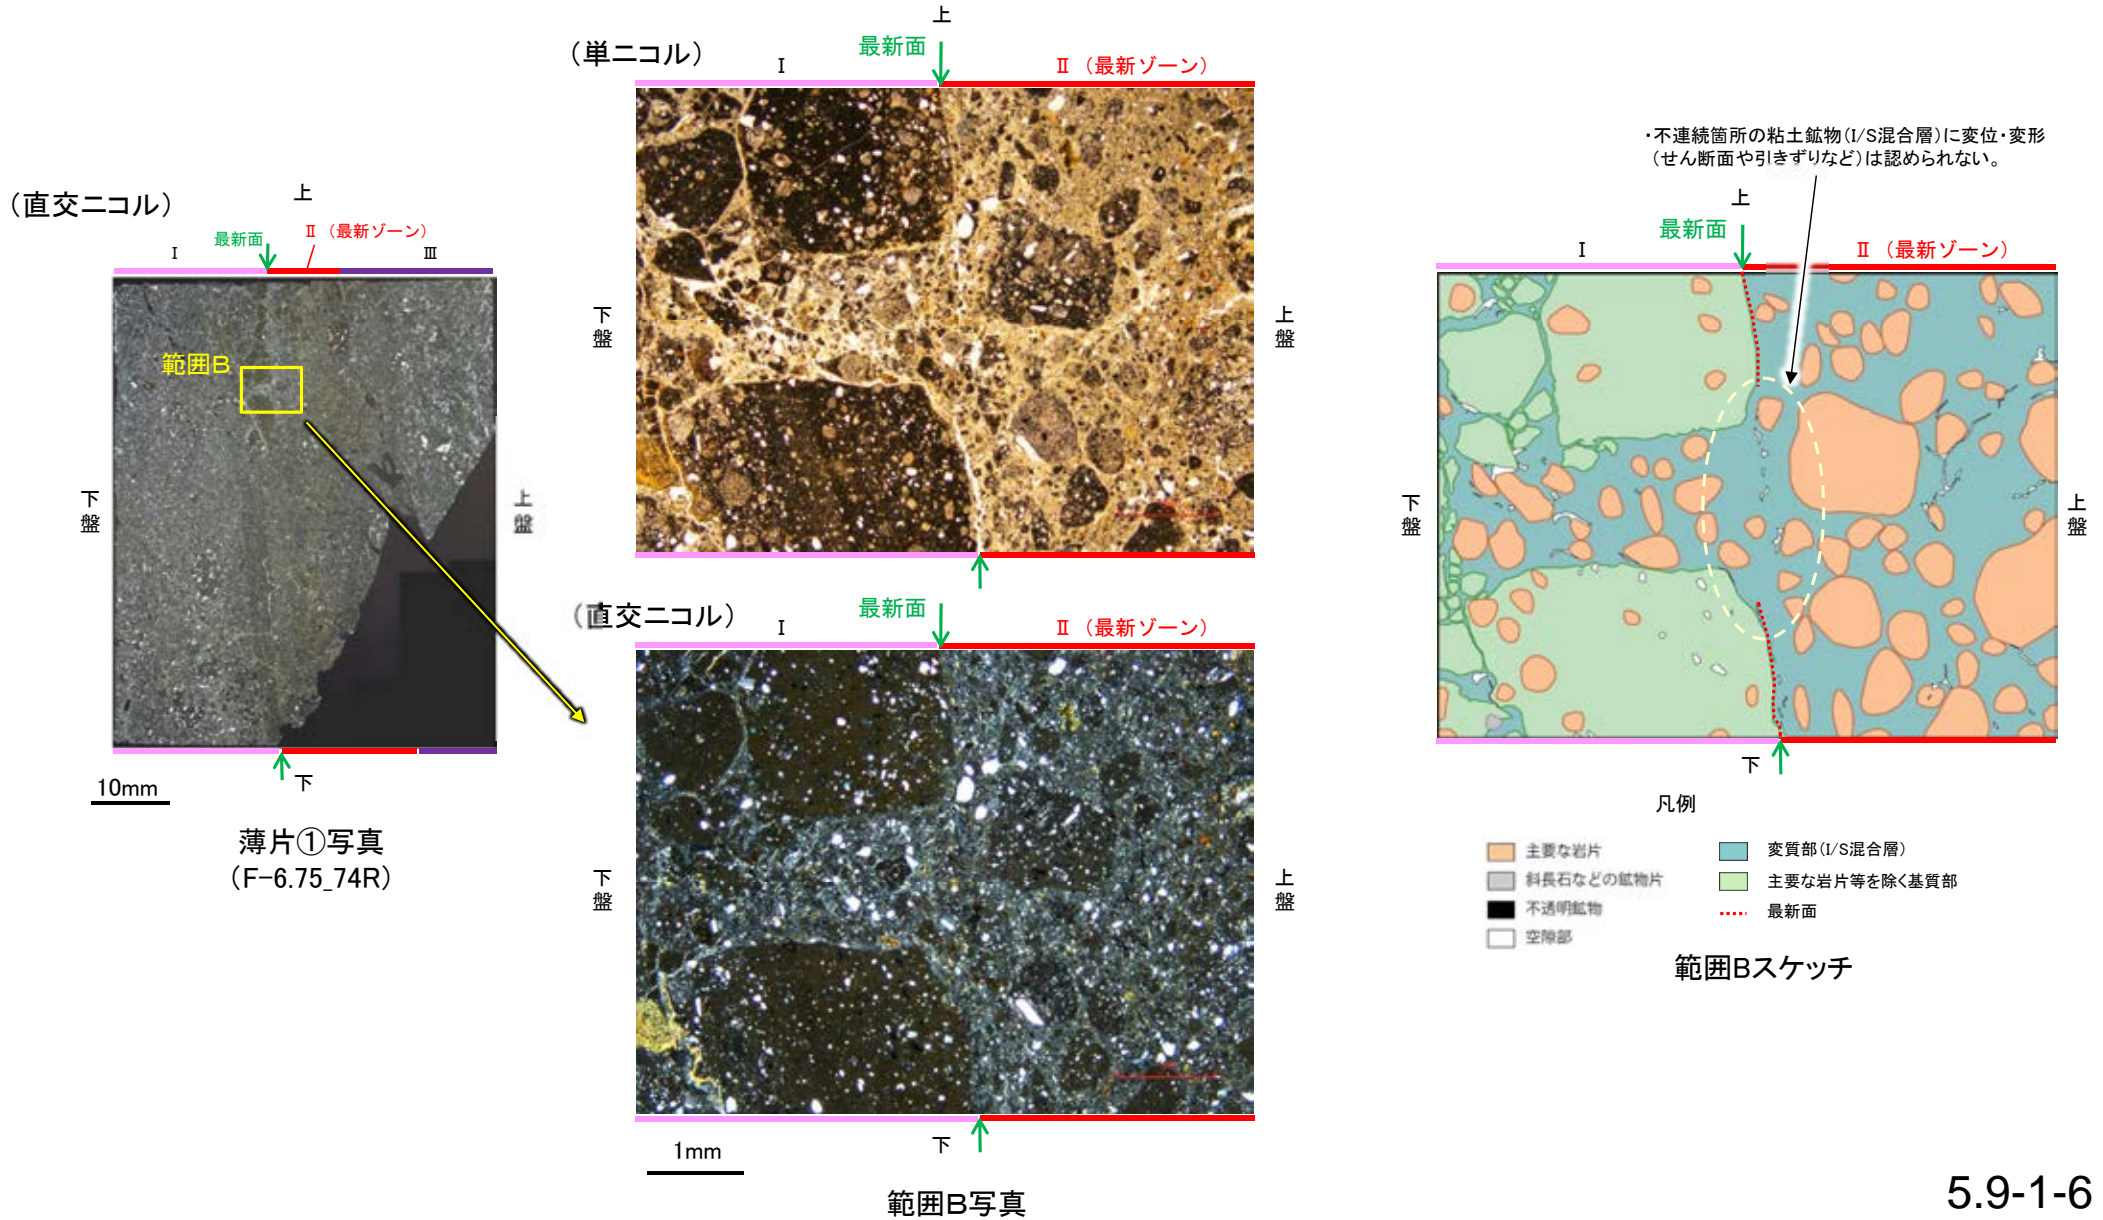 （直交ニコル）
上
Ⅰ
最新面
Ⅱ （最新ゾーン）
Ⅲ
範囲Ｂ
下盤
上盤
下
10mm
薄片①写真
（F-6.75_74R）
（単ニコル）
上
Ⅰ
最新面
Ⅱ （最新ゾーン）
下盤
上盤
（直交ニコル）
Ⅰ
最新面
Ⅱ （最新ゾーン）
下盤
上盤
下
1mm
範囲Ｂ写真
・不連続箇所の粘土鉱物（I/S混合層）に変位・変形
（せん断面や引きずりなど）は認められない。
上
Ⅰ
最新面
Ⅱ （最新ゾーン）
下盤
上盤
下
凡例
主要な岩片
斜長石などの鉱物片
不透明鉱物
空隙部
変質部（I/S混合層）
主要な岩片等を除く基質部
最新面
範囲Bスケッチ
5.9-1-6